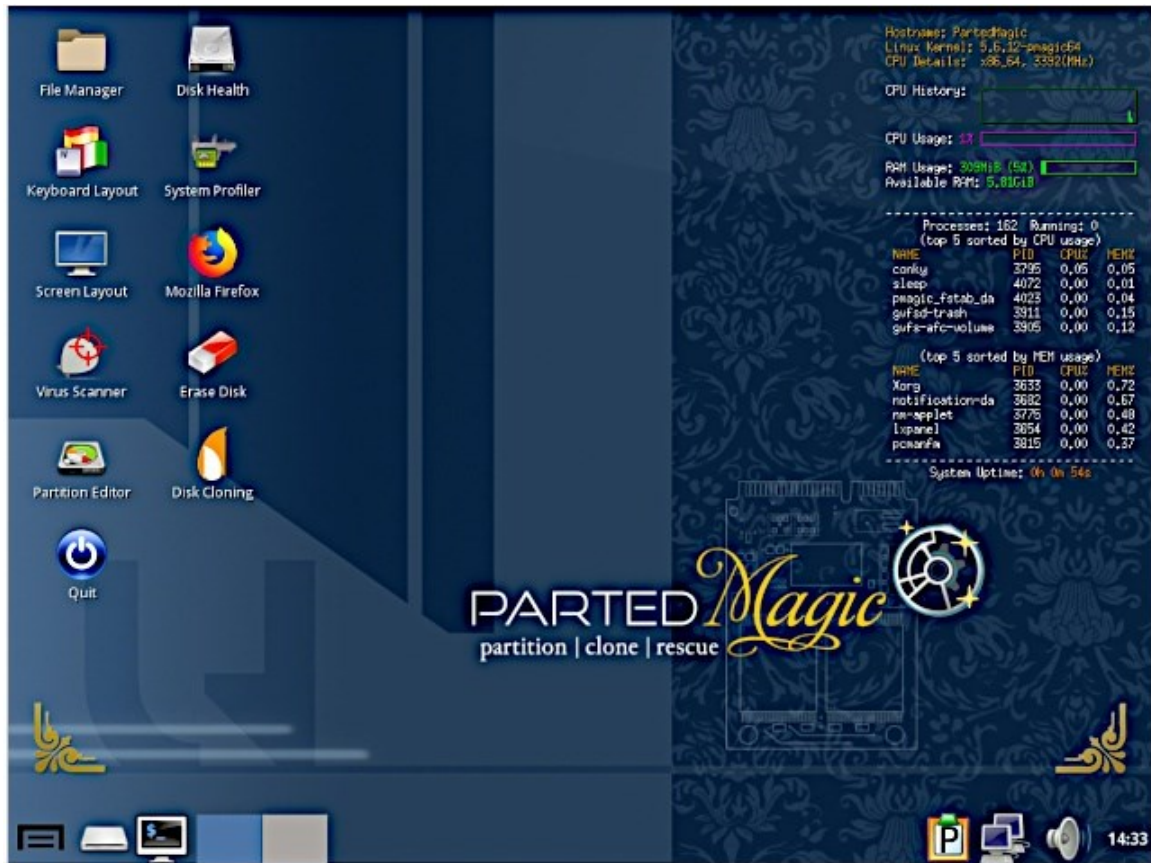 File Manager
Disk Health
Keyboard Layout
System Profiler
Screen Layout
Mozilla Firefox
Virus Scanner
Erase Disk
Partition Editor
Disk Cloning
Quit
Hostname: PartedMagic
Linux Kernel: 5.6.12-pmagic64
CPU Details: x86_64, 3392(MHz)
CPU History:
CPU Usage: 1%
RAM Usage: 309MiB (5%)
Available RAM: 5.81GiB
Processes: 162 Running: 0
(top 5 sorted by CPU usage)
NAME PID CPU% MEM%
conky 3795 0.05 0.05
sleep 4072 0.00 0.01
pmagic_fstab_da 4023 0.00 0.04
gvfsd-trash 3911 0.00 0.15
gvfs-afc-volume 3905 0.00 0.12
(top 5 sorted by MEM usage)
NAME PID CPU% MEM%
Xorg 3633 0.00 0.72
notification-da 3682 0.00 0.67
nm-applet 3775 0.00 0.48
lxpanel 3654 0.00 0.42
pcmanfm 3815 0.00 0.37
System Uptime: 0h 0m 54s
PARTED Magic
partition | clone | rescue
$_
P
14:33